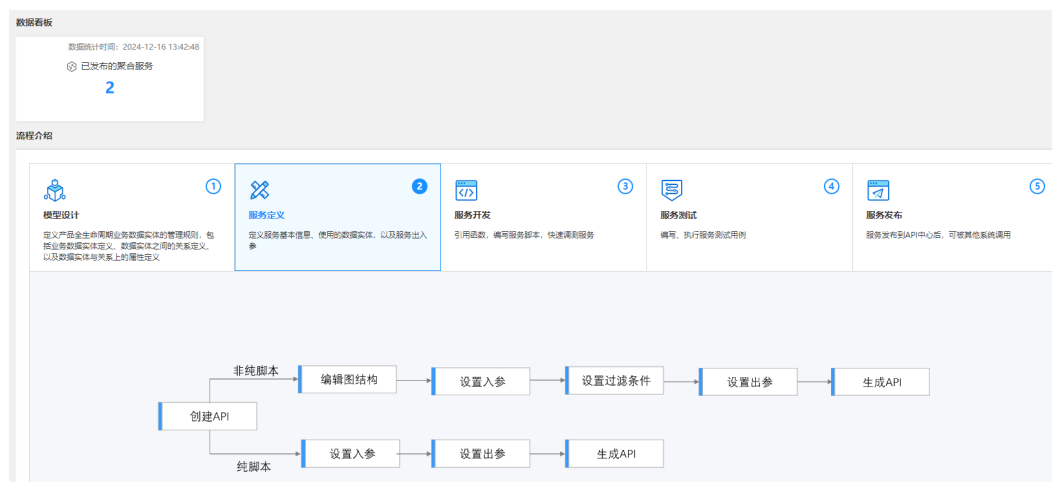 数据看板
数据统计时间：2024-12-16 13:42:48
已发布的聚合服务
2
流程介绍
1
模型设计
定义产品全生命周期业务数据实体的管理规则，包
括业务数据实体定义、数据实体之间的关系定义、
以及数据实体与关系上的属性定义
2
服务定义
定义服务基本信息、使用的数据实体，以及服务出入
参
3
服务开发
引用函数，编写服务脚本，快速调测服务
4
服务测试
编写、执行服务测试用例
5
服务发布
服务发布到API中心后，可被其他系统调用
创建API
非纯脚本
编辑图结构
设置入参
设置过滤条件
设置出参
生成API
纯脚本
设置入参
设置出参
生成API